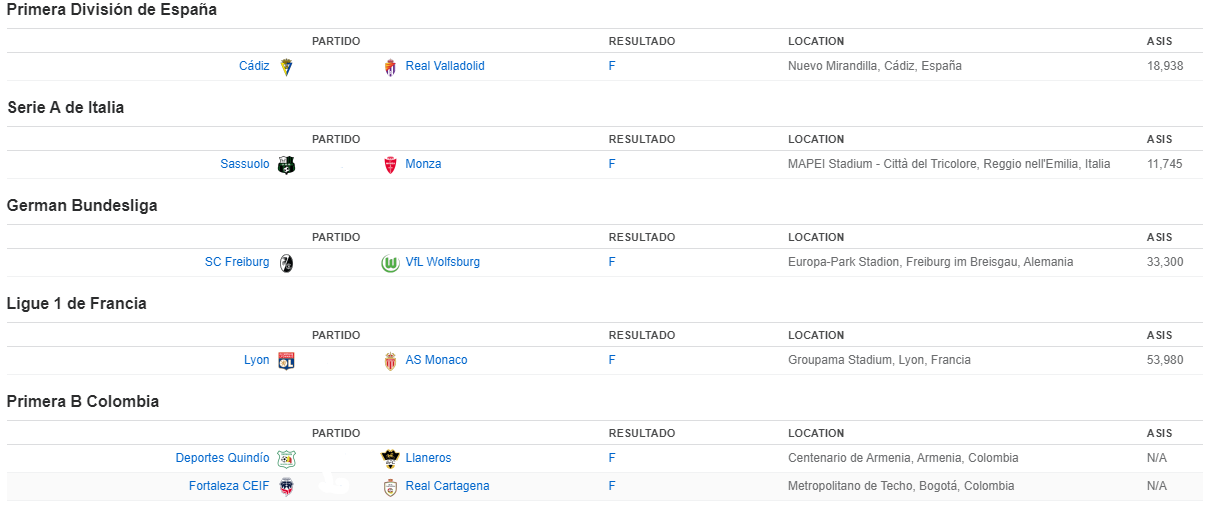 Primera División de España
PARTIDO RESULTADO LOCATION ASIS
Cádiz Real Valladolid F Nuevo Mirandilla, Cádiz, España 18,938
Serie A de Italia
PARTIDO RESULTADO LOCATION ASIS
Sassuolo Monza F MAPEI Stadium - Città del Tricolore, Reggio nell'Emilia, Italia 11,745
German Bundesliga
PARTIDO RESULTADO LOCATION ASIS
SC Freiburg VfL Wolfsburg F Europa-Park Stadion, Freiburg im Breisgau, Alemania 33,300
Ligue 1 de Francia
PARTIDO RESULTADO LOCATION ASIS
Lyon AS Monaco F Groupama Stadium, Lyon, Francia 53,980
Primera B Colombia
PARTIDO RESULTADO LOCATION ASIS
Deportes Quindío Llaneros F Centenario de Armenia, Armenia, Colombia N/A
Fortaleza CEIF Real Cartagena F Metropolitano de Techo, Bogotá, Colombia N/A